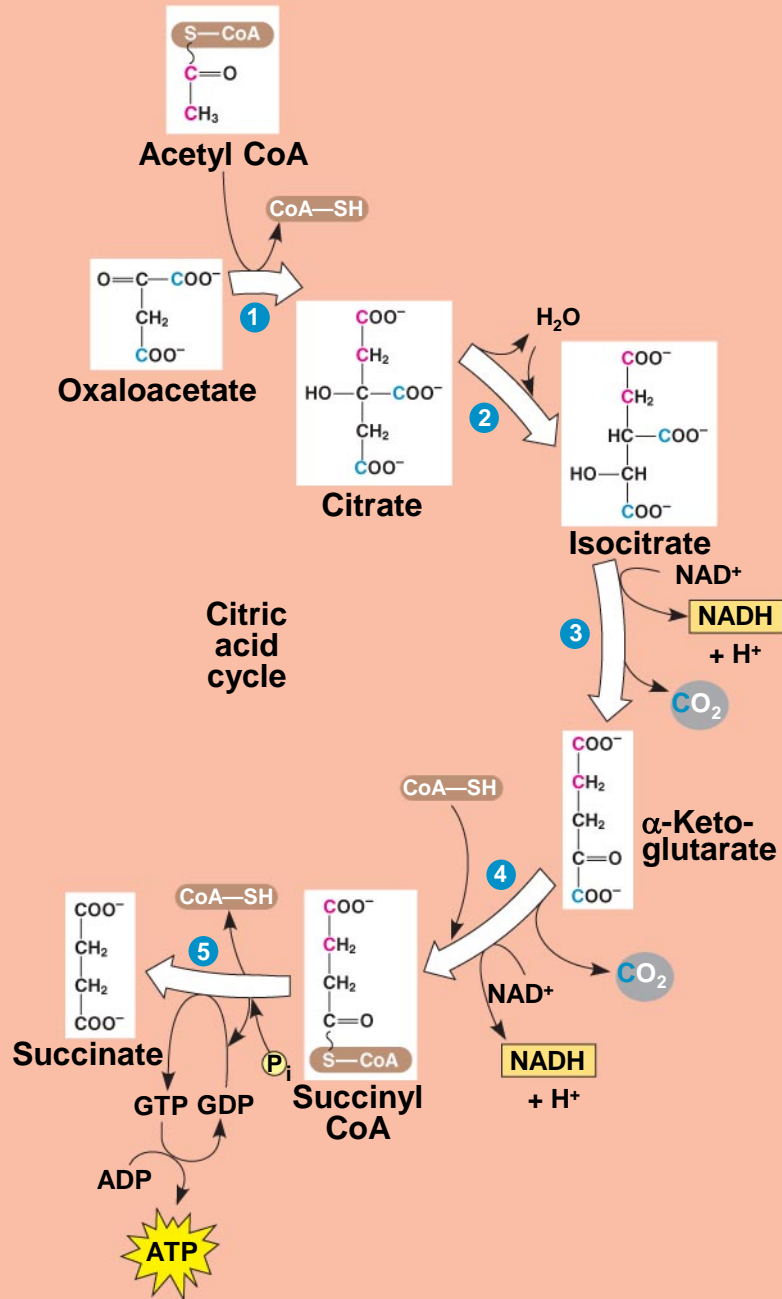 S—CoA
C=O
CH₃
Acetyl CoA
CoA—SH
O=C—COO⁻
CH₂
COO⁻
Oxaloacetate
1
COO⁻
CH₂
HO—C—COO⁻
CH₂
COO⁻
Citrate
H₂O
2
COO⁻
CH₂
HC—COO⁻
HO—CH
COO⁻
Isocitrate
NAD⁺
NADH
+ H⁺
3
CO₂
Citric
acid
cycle
COO⁻
CH₂
CH₂
C=O
COO⁻
α-Keto-
glutarate
CoA—SH
4
CO₂
NAD⁺
NADH
+ H⁺
COO⁻
CH₂
CH₂
C=O
S—CoA
Succinyl
CoA
CoA—SH
5
Pᵢ
COO⁻
CH₂
CH₂
COO⁻
Succinate
GTP GDP
ADP
ATP